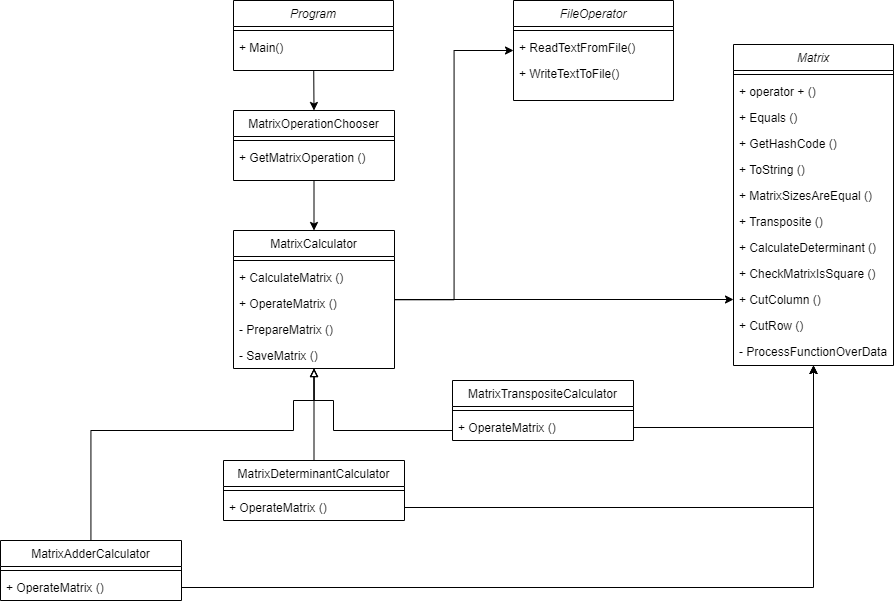 Program
+ Main()
FileOperator
+ ReadTextFromFile()
+ WriteTextToFile()
Matrix
+ operator + ()
+ Equals ()
+ GetHashCode ()
+ ToString ()
+ MatrixSizesAreEqual ()
+ Transposite ()
+ CalculateDeterminant ()
+ CheckMatrixIsSquare ()
+ CutColumn ()
+ CutRow ()
- ProcessFunctionOverData
MatrixOperationChooser
+ GetMatrixOperation ()
MatrixCalculator
+ CalculateMatrix ()
+ OperateMatrix ()
- PrepareMatrix ()
- SaveMatrix ()
MatrixTranspositeCalculator
+ OperateMatrix ()
MatrixDeterminantCalculator
+ OperateMatrix ()
MatrixAdderCalculator
+ OperateMatrix ()